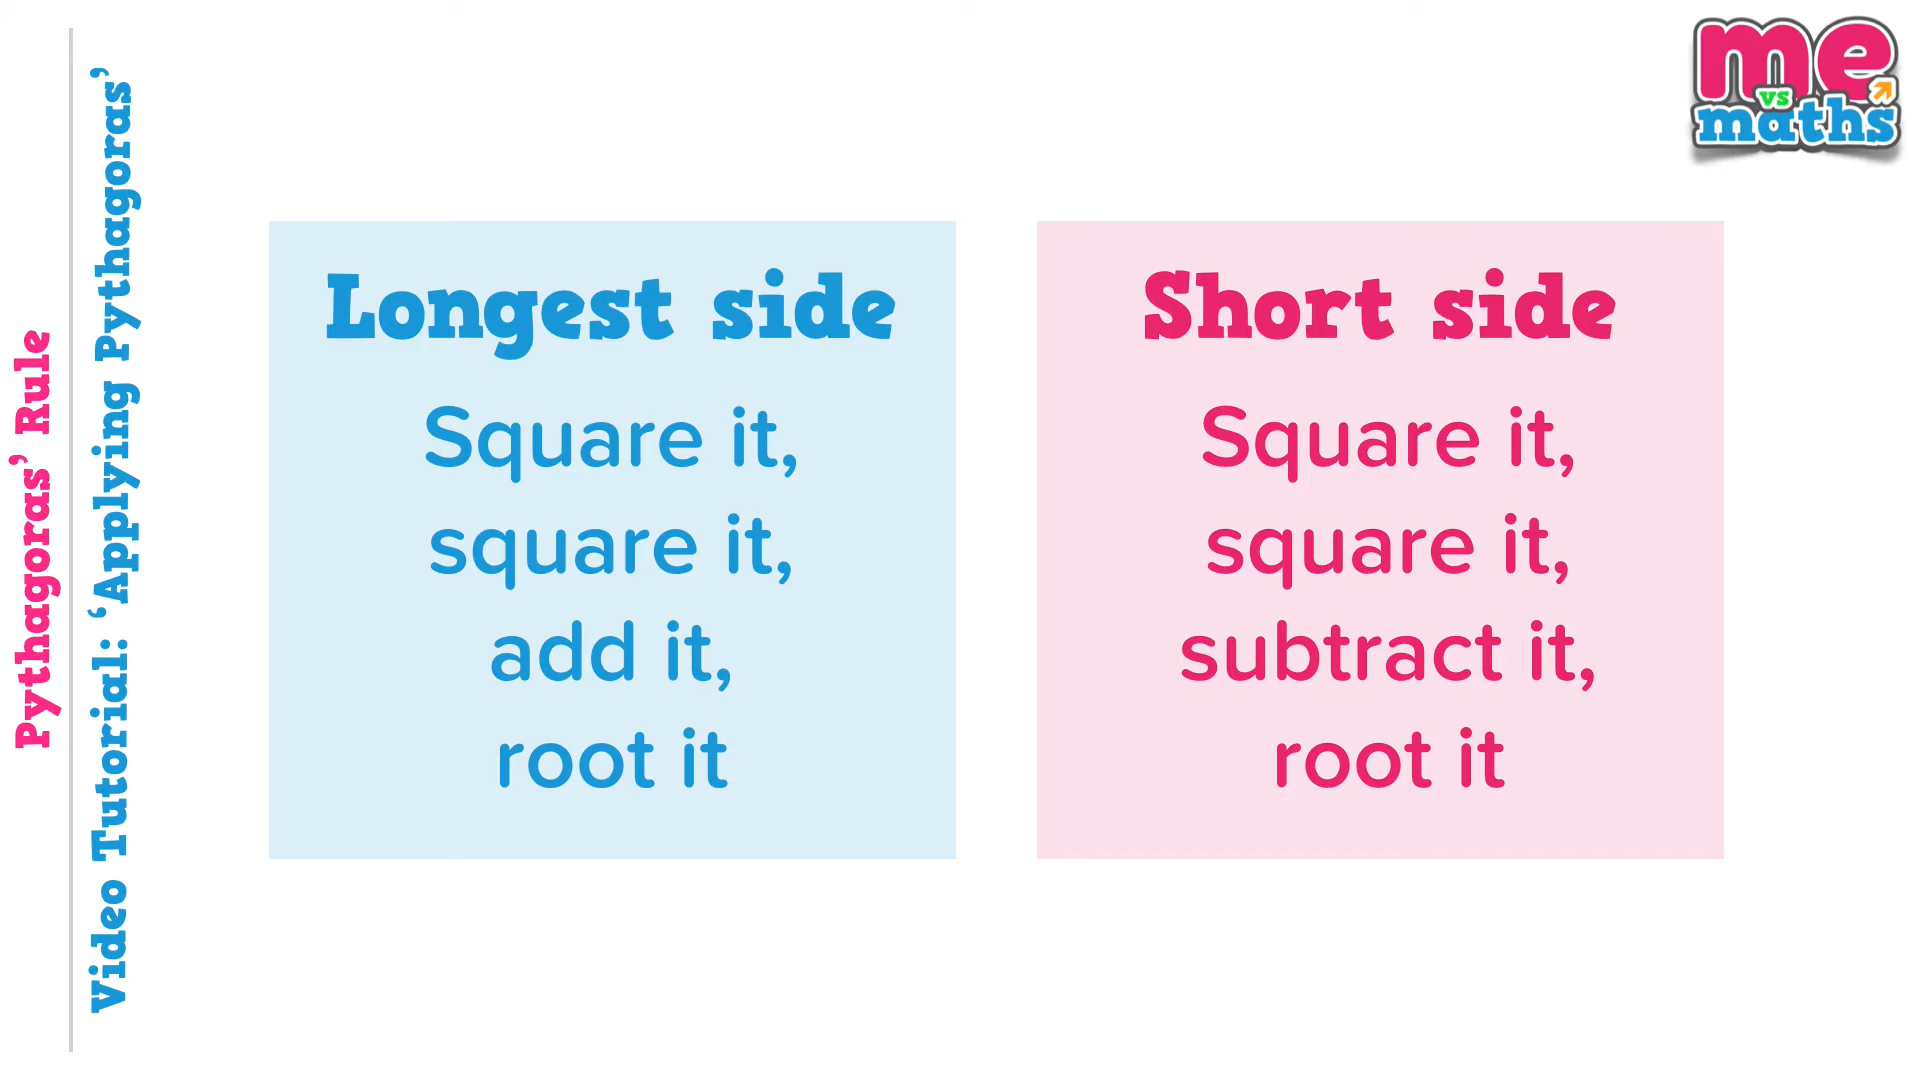 Pythagoras’ Rule
Video Tutorial: ‘Applying Pythagoras’
me
vs
maths
Longest side
Square it,
square it,
add it,
root it
Short side
Square it,
square it,
subtract it,
root it